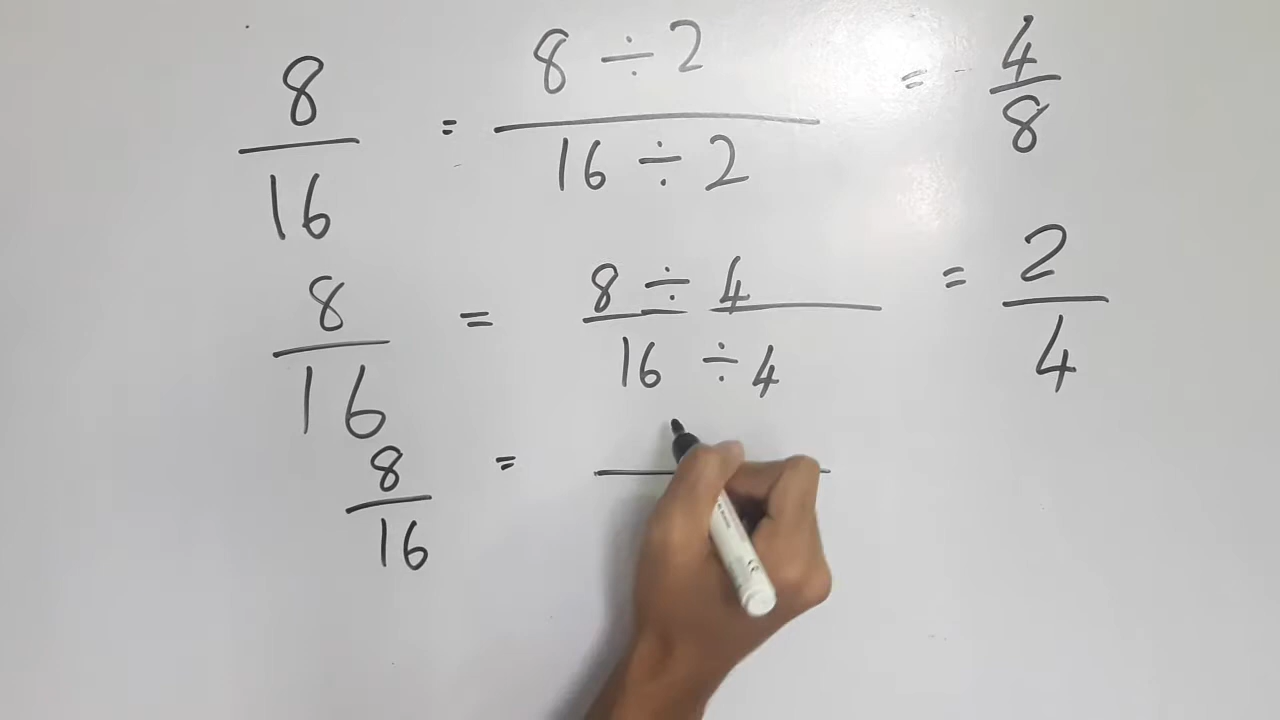 8/16 = 8 ÷ 2 / 16 ÷ 2 = 4/8
8/16 = 8 ÷ 4 / 16 ÷ 4 = 2/4
8/16 =